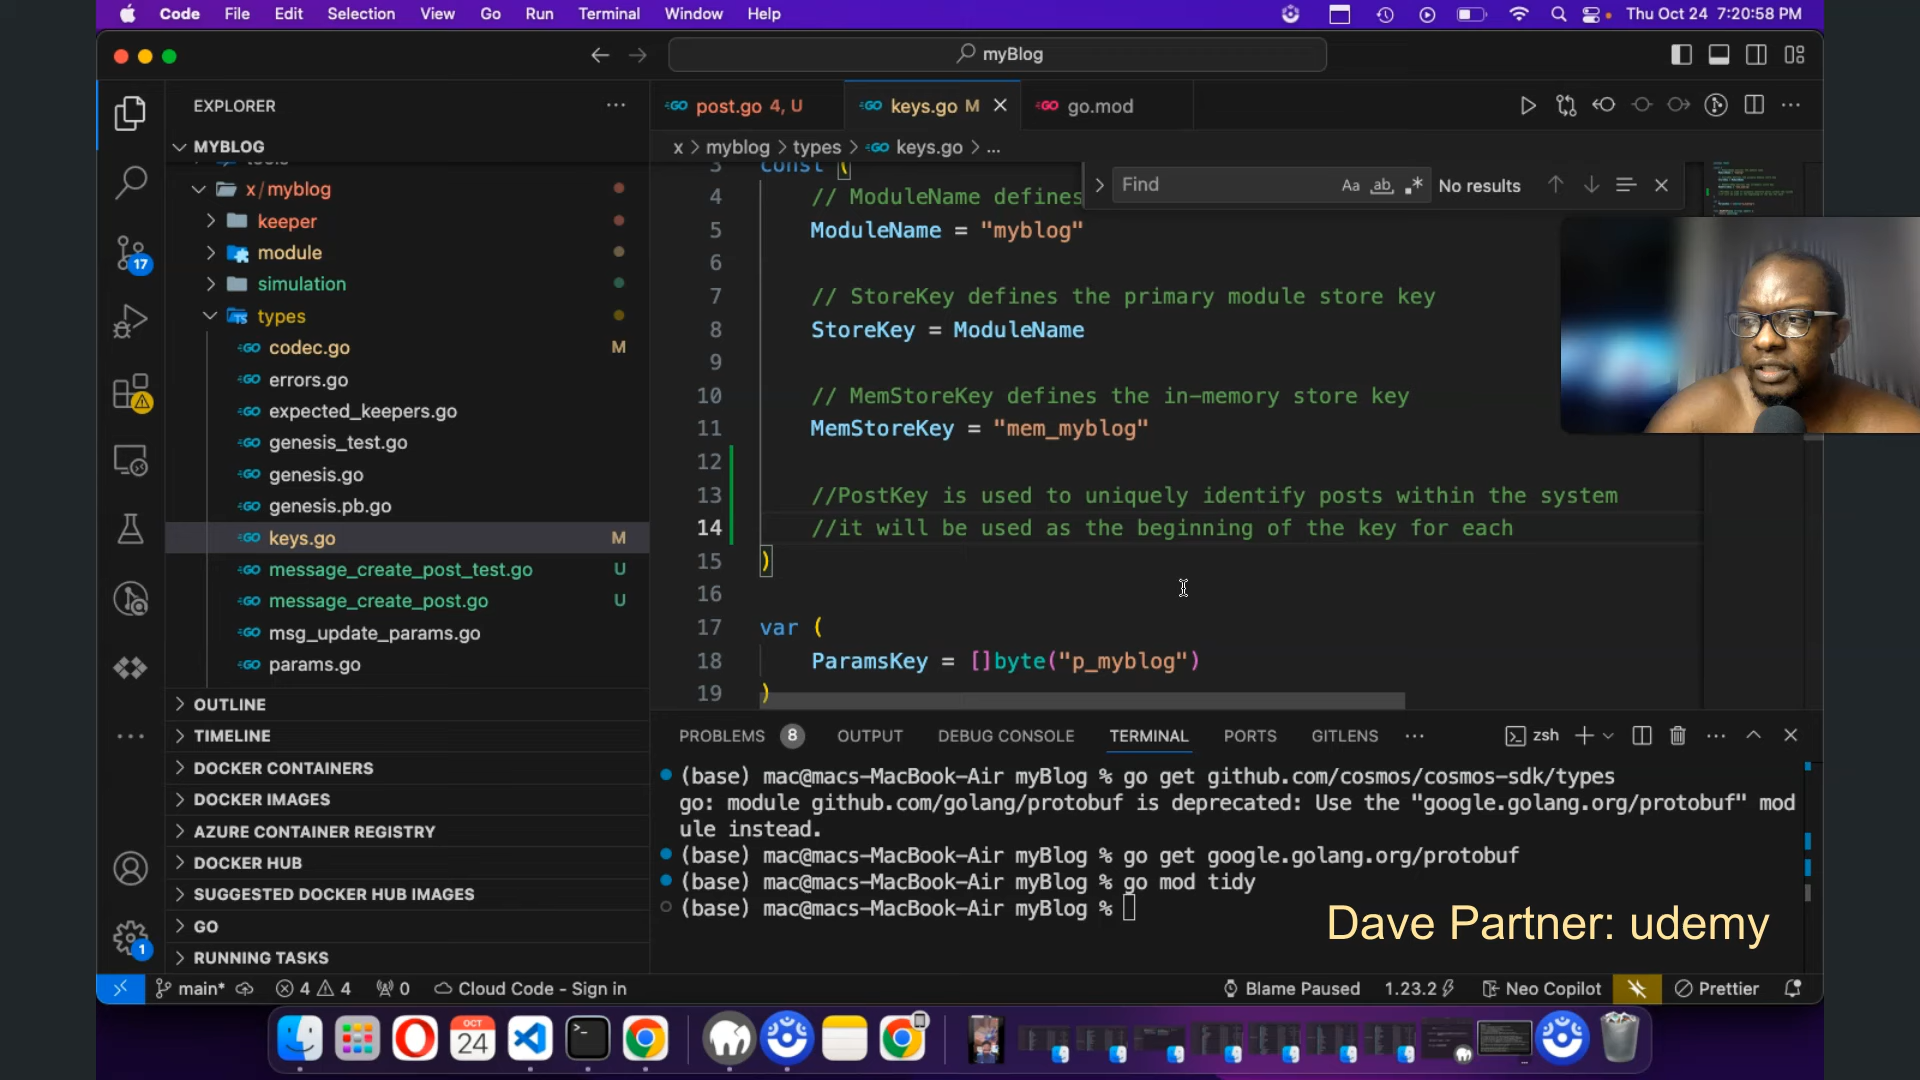 Code File Edit Selection View Go Run Terminal Window Help Thu Oct 24 7:20:58 PM
myBlog
EXPLORER
post.go 4, U
keys.go M
go.mod
MYBLOG
x > myblog > types > keys.go > ...
tools
x / myblog
keeper
module
simulation
types
codec.go M
errors.go
expected_keepers.go
genesis_test.go
genesis.go
genesis.pb.go
keys.go M
message_create_post_test.go U
message_create_post.go U
msg_update_params.go
params.go
OUTLINE
TIMELINE
DOCKER CONTAINERS
DOCKER IMAGES
AZURE CONTAINER REGISTRY
DOCKER HUB
SUGGESTED DOCKER HUB IMAGES
GO
RUNNING TASKS
17
1
Find Aa ab No results
3 const (
4 // ModuleName defines
5 ModuleName = "myblog"
6
7 // StoreKey defines the primary module store key
8 StoreKey = ModuleName
9
10 // MemStoreKey defines the in-memory store key
11 MemStoreKey = "mem_myblog"
12
13 //PostKey is used to uniquely identify posts within the system
14 //it will be used as the beginning of the key for each
15 )
16
17 var (
18 ParamsKey = []byte("p_myblog")
19 )
PROBLEMS 8 OUTPUT DEBUG CONSOLE TERMINAL PORTS GITLENS zsh
(base) mac@macs-MacBook-Air myBlog % go get github.com/cosmos/cosmos-sdk/types
go: module github.com/golang/protobuf is deprecated: Use the "google.golang.org/protobuf" mod
ule instead.
(base) mac@macs-MacBook-Air myBlog % go get google.golang.org/protobuf
(base) mac@macs-MacBook-Air myBlog % go mod tidy
(base) mac@macs-MacBook-Air myBlog %
Dave Partner: udemy
main* 4 4 0 Cloud Code - Sign in Blame Paused 1.23.2 Neo Copilot Prettier
OCT
24